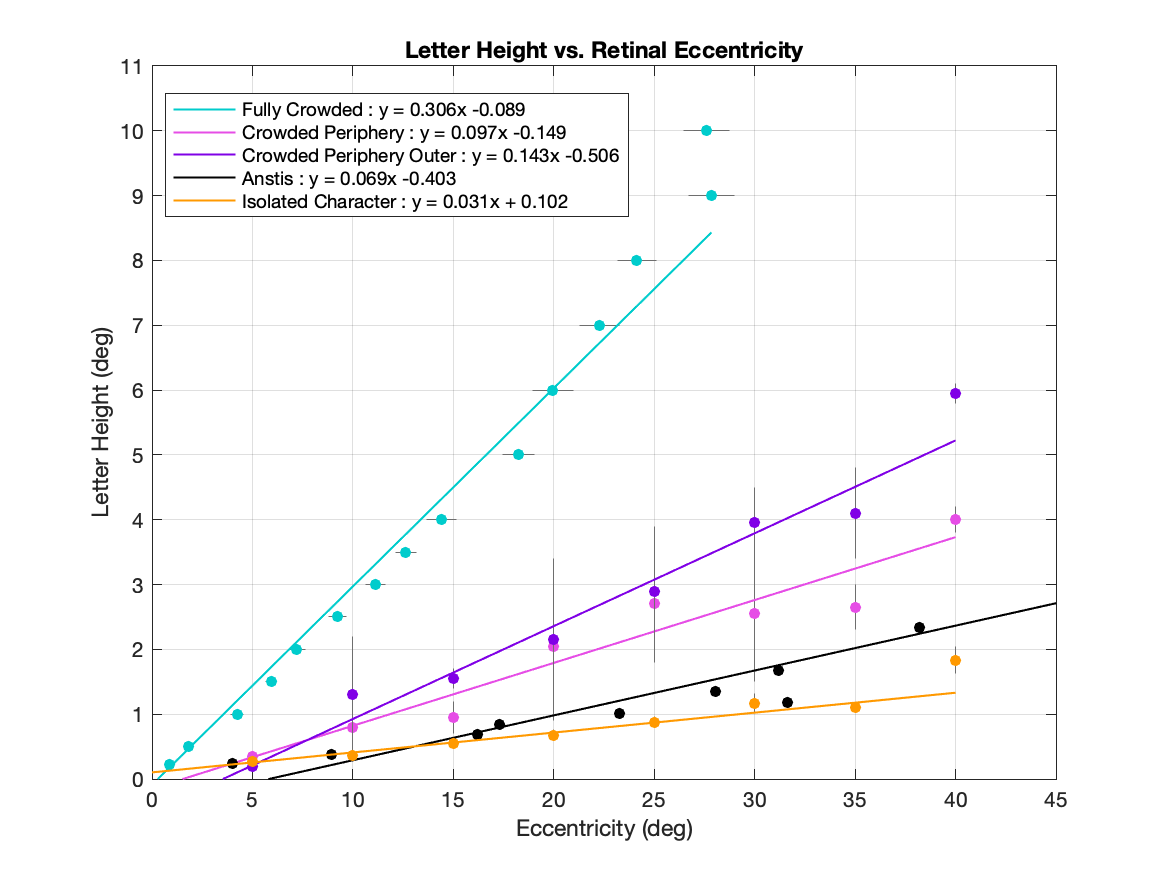 Letter Height vs. Retinal Eccentricity
11
10
9
8
7
6
5
4
3
2
1
0
Letter Height (deg)
Fully Crowded : y = 0.306x -0.089
Crowded Periphery : y = 0.097x -0.149
Crowded Periphery Outer : y = 0.143x -0.506
Anstis : y = 0.069x -0.403
Isolated Character : y = 0.031x + 0.102
0 5 10 15 20 25 30 35 40 45
Eccentricity (deg)